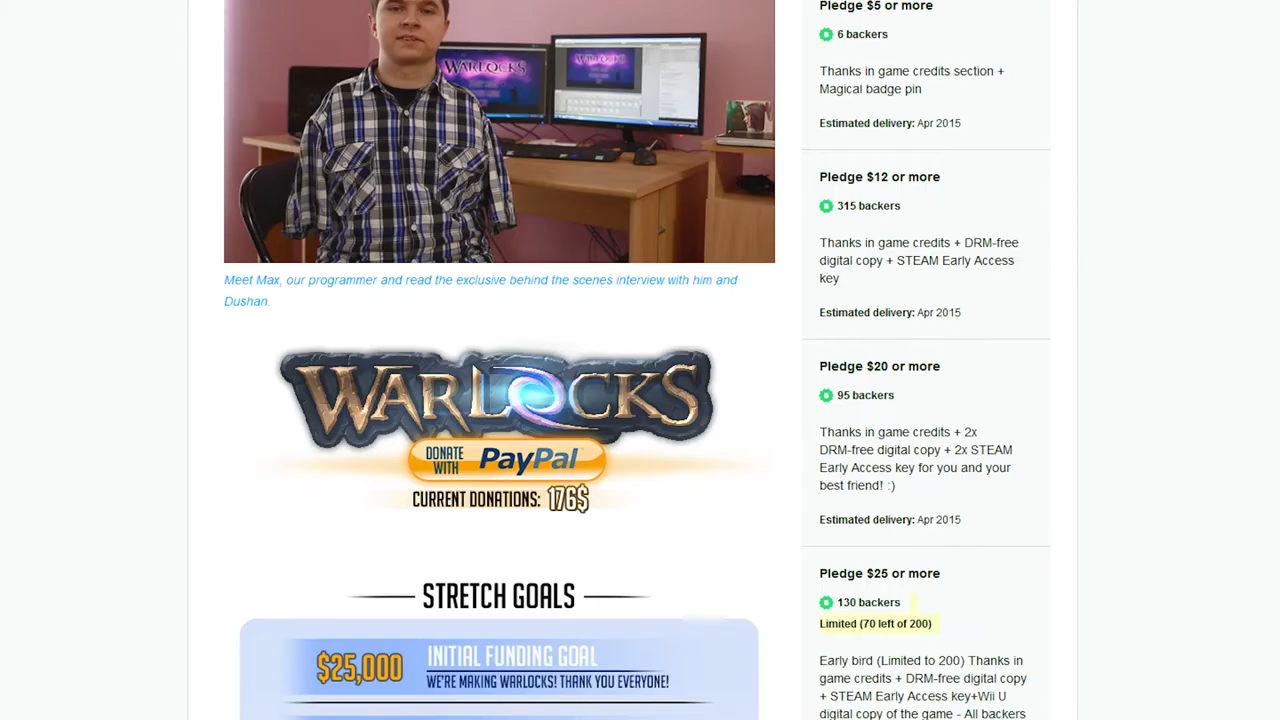 WARLOCKS
WARLOCKS
Meet Max, our programmer and read the exclusive behind the scenes interview with him and
Dushan.
WARLOCKS
DONATE
WITH PayPal
CURRENT DONATIONS: 176$
STRETCH GOALS
$25,000 INITIAL FUNDING GOAL
WE'RE MAKING WARLOCKS! THANK YOU EVERYONE!
Pledge $5 or more
6 backers
Thanks in game credits section +
Magical badge pin
Estimated delivery: Apr 2015
Pledge $12 or more
315 backers
Thanks in game credits + DRM-free
digital copy + STEAM Early Access
key
Estimated delivery: Apr 2015
Pledge $20 or more
95 backers
Thanks in game credits + 2x
DRM-free digital copy + 2x STEAM
Early Access key for you and your
best friend! :)
Estimated delivery: Apr 2015
Pledge $25 or more
130 backers
Limited (70 left of 200)
Early bird (Limited to 200) Thanks in
game credits + DRM-free digital copy
+ STEAM Early Access key+Wii U
digital copy of the game - All backers